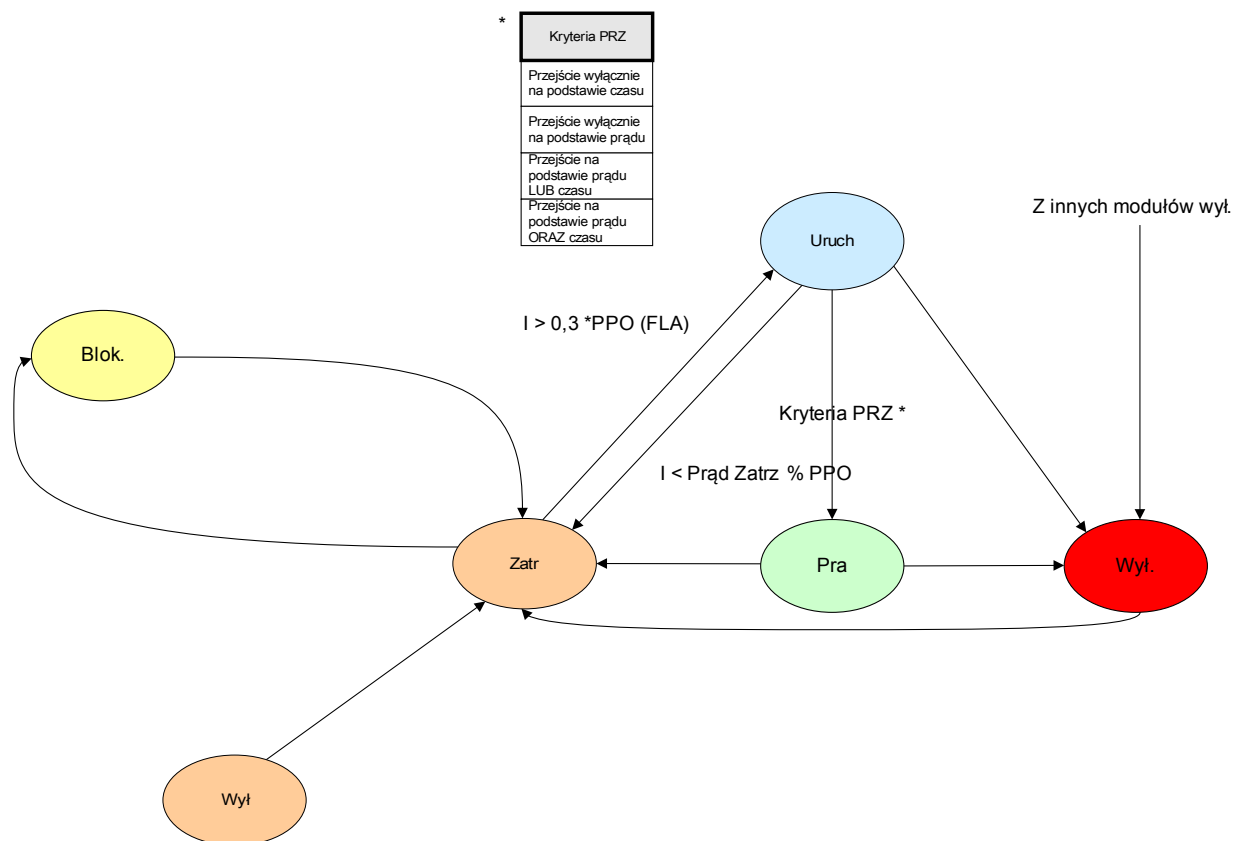 *
Kryteria PRZ
Przejście wyłącznie
na podstawie czasu
Przejście wyłącznie
na podstawie prądu
Przejście na
podstawie prądu
LUB czasu
Przejście na
podstawie prądu
ORAZ czasu
Z innych modułów wył.
Uruch
I > 0,3 *PPO (FLA)
Blok.
Kryteria PRZ *
I < Prąd Zatrz % PPO
Zatr
Pra
Wył.
Wył